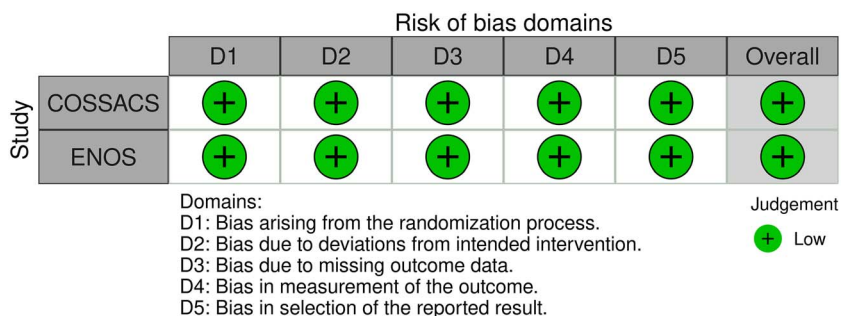 Risk of bias domains
D1 D2 D3 D4 D5 Overall
Study
COSSACS + + + + + +
ENOS + + + + + +
Domains:
D1: Bias arising from the randomization process.
D2: Bias due to deviations from intended intervention.
D3: Bias due to missing outcome data.
D4: Bias in measurement of the outcome.
D5: Bias in selection of the reported result.
Judgement
+ Low